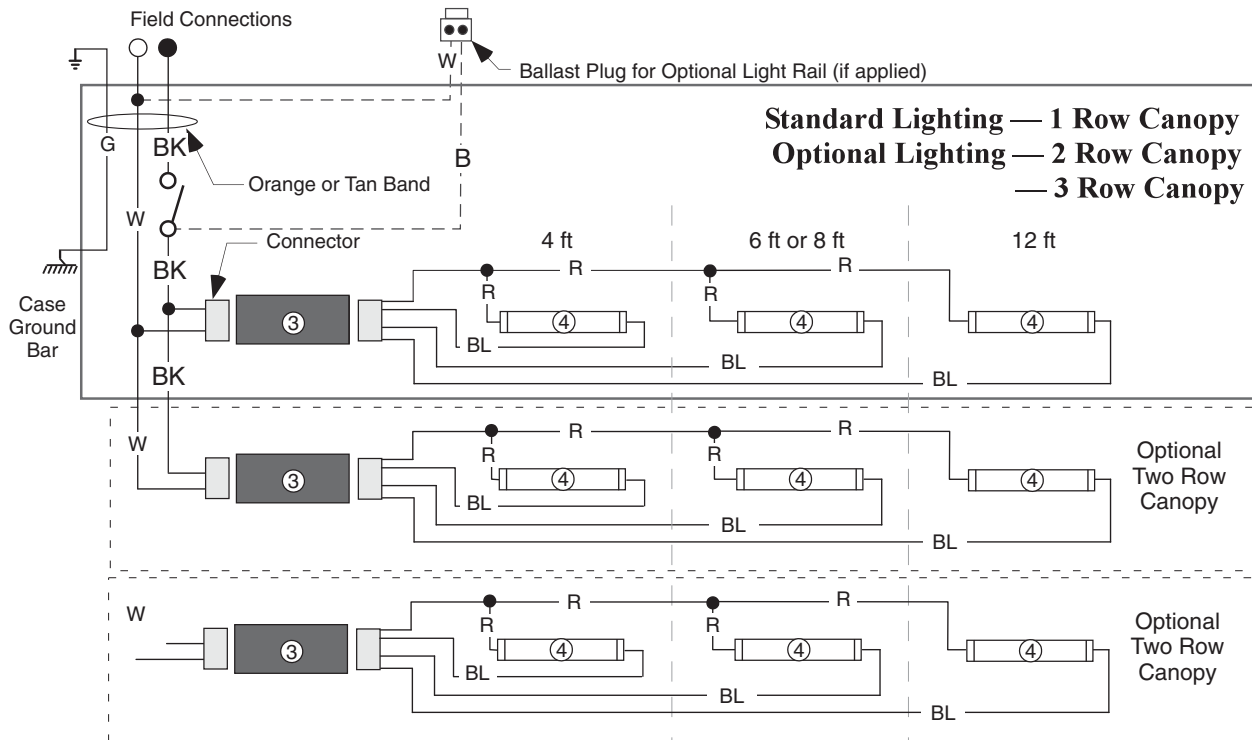 Field Connections
W
Ballast Plug for Optional Light Rail (if applied)
Standard Lighting — 1 Row Canopy
Optional Lighting — 2 Row Canopy
— 3 Row Canopy
G
BK
B
Orange or Tan Band
W
Connector
4 ft
6 ft or 8 ft
12 ft
BK
R
R
R
R
Case
Ground
Bar
3
4
4
4
BL
BL
BK
BL
W
R
R
R
R
3
4
4
4
BL
BL
BL
Optional
Two Row
Canopy
W
R
R
R
R
3
4
4
4
BL
BL
BL
Optional
Two Row
Canopy